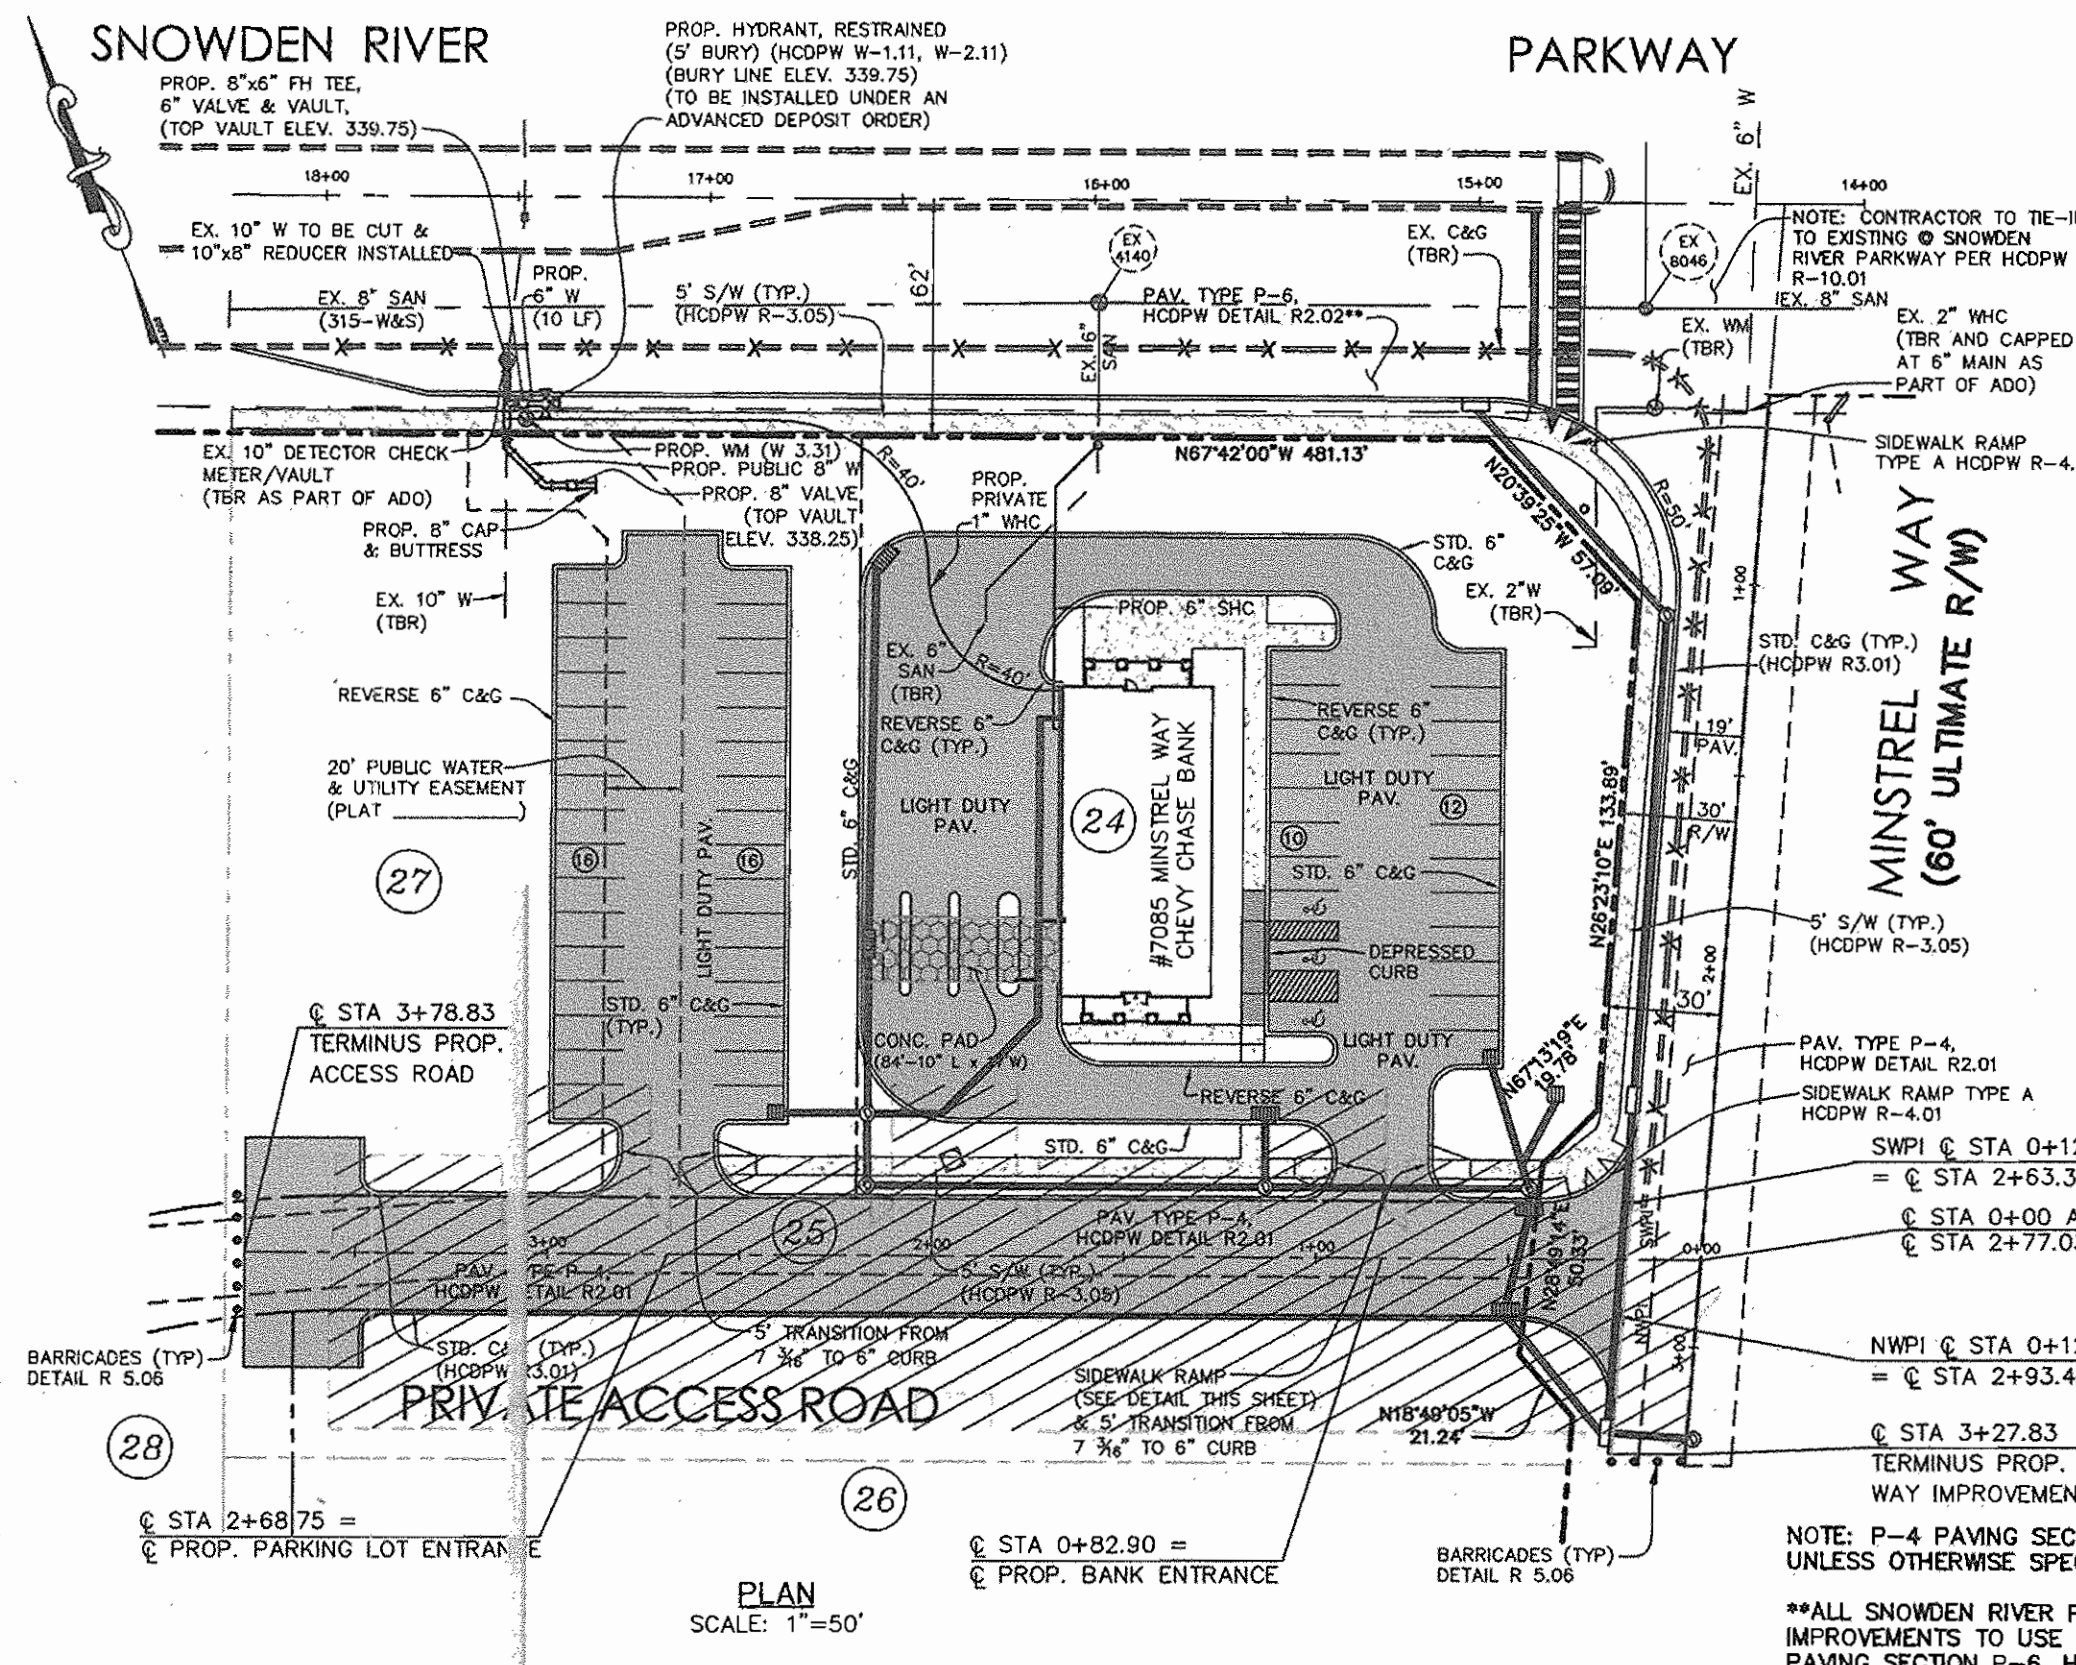 SNOWDEN RIVER
PARKWAY
PROP. 8"x6" FH TEE,
6" VALVE & VAULT,
(TOP VAULT ELEV. 339.75)
PROP. HYDRANT, RESTRAINED
(5' BURY) (HCDPW W-1.11, W-2.11)
(BURY LINE ELEV. 339.75)
(TO BE INSTALLED UNDER AN
ADVANCED DEPOSIT ORDER)
EX. 6" W
18+00
17+00
16+00
15+00
14+00
EX. 10" W TO BE CUT &
10"x8" REDUCER INSTALLED
PROP.
6" W
(10 LF)
EX. 8" SAN
(315-W&S)
5' S/W (TYP.)
(HCDPW R-3.05)
62'
EX
4140
EX. 6"
SAN
PAV. TYPE P-6,
HCDPW DETAIL R2.02**
EX. C&G
(TBR)
EX
8046
NOTE: CONTRACTOR TO TIE-I
TO EXISTING @ SNOWDEN
RIVER PARKWAY PER HCDPW
R-10.01
EX. 8" SAN
EX. WM
(TBR)
EX. 2" WHC
(TBR AND CAPPED
AT 6" MAIN AS
PART OF ADO)
SIDEWALK RAMP
TYPE A HCDPW R-4.
EX. 10" DETECTOR CHECK
METER/VAULT
(TBR AS PART OF ADO)
PROP. WM (W 3.31)
PROP. PUBLIC 8" W
PROP. 8" VALVE
(TOP VAULT
ELEV. 338.25)
PROP. 8" CAP
& BUTTRESS
EX. 10" W
(TBR)
R=40'
PROP.
PRIVATE
1" WHC
N67°42'00"W 481.13'
N20°39'25"W 57.09'
R=50'
STD. 6"
C&G
EX. 2"W
(TBR)
1+00
PROP. 6" SHC
EX. 6"
SAN
(TBR)
R=40'
REVERSE 6"
C&G (TYP.)
REVERSE 6" C&G
20' PUBLIC WATER
& UTILITY EASEMENT
(PLAT __________)
STD. 6" C&G
LIGHT DUTY
PAV.
24
#7085 MINSTREL WAY
CHEVY CHASE BANK
REVERSE 6"
C&G (TYP.)
LIGHT DUTY
PAV.
12
10
STD. 6" C&G
STD. C&G (TYP.)
(HCDPW R3.01)
19'
PAV.
30'
R/W
MINSTREL WAY
(60' ULTIMATE R/W)
N26°23'10"E 133.89'
27
16
16
LIGHT DUTY PAV.
STD. 6" C&G
(TYP.)
DEPRESSED
CURB
5' S/W (TYP.)
(HCDPW R-3.05)
2+00
30'
℄ STA 3+78.83
TERMINUS PROP.
ACCESS ROAD
CONC. PAD
(84'-10" L x
LIGHT DUTY
PAV.
N67°13'19"E
19.78'
REVERSE 6" C&G
STD. 6" C&G
PAV. TYPE P-4,
HCDPW DETAIL R2.01
SIDEWALK RAMP TYPE A
HCDPW R-4.01
SWPI ℄ STA 0+12
= ℄ STA 2+63.3
℄ STA 0+00 A
℄ STA 2+77.0
25
PAV. TYPE P-4,
HCDPW DETAIL R2.01
3+00
2+00
1+00
0+00
SWPI
NWPI
3+00
N28°49'14"E
50.33'
HCDPW DETAIL R2.01
5' S/W (TYP.)
(HCDPW R-3.05)
BARRICADES (TYP)
DETAIL R 5.06
STD. C& (TYP.)
(HCDPW R3.01)
5' TRANSITION FROM
7 3/16" TO 6" CURB
PRIVATE ACCESS ROAD
SIDEWALK RAMP
(SEE DETAIL THIS SHEET)
& 5' TRANSITION FROM
7 3/16" TO 6" CURB
N18°49'05"W
21.24'
NWPI ℄ STA 0+12
= ℄ STA 2+93.4
℄ STA 3+27.83
TERMINUS PROP.
WAY IMPROVEMEN
28
26
℄ STA 2+68.75 =
℄ PROP. PARKING LOT ENTRANCE
℄ STA 0+82.90 =
℄ PROP. BANK ENTRANCE
BARRICADES (TYP)
DETAIL R 5.06
NOTE: P-4 PAVING SEC
UNLESS OTHERWISE SPE
PLAN
SCALE: 1"=50'
**ALL SNOWDEN RIVER P
IMPROVEMENTS TO USE
PAVING SECTION P-6, H